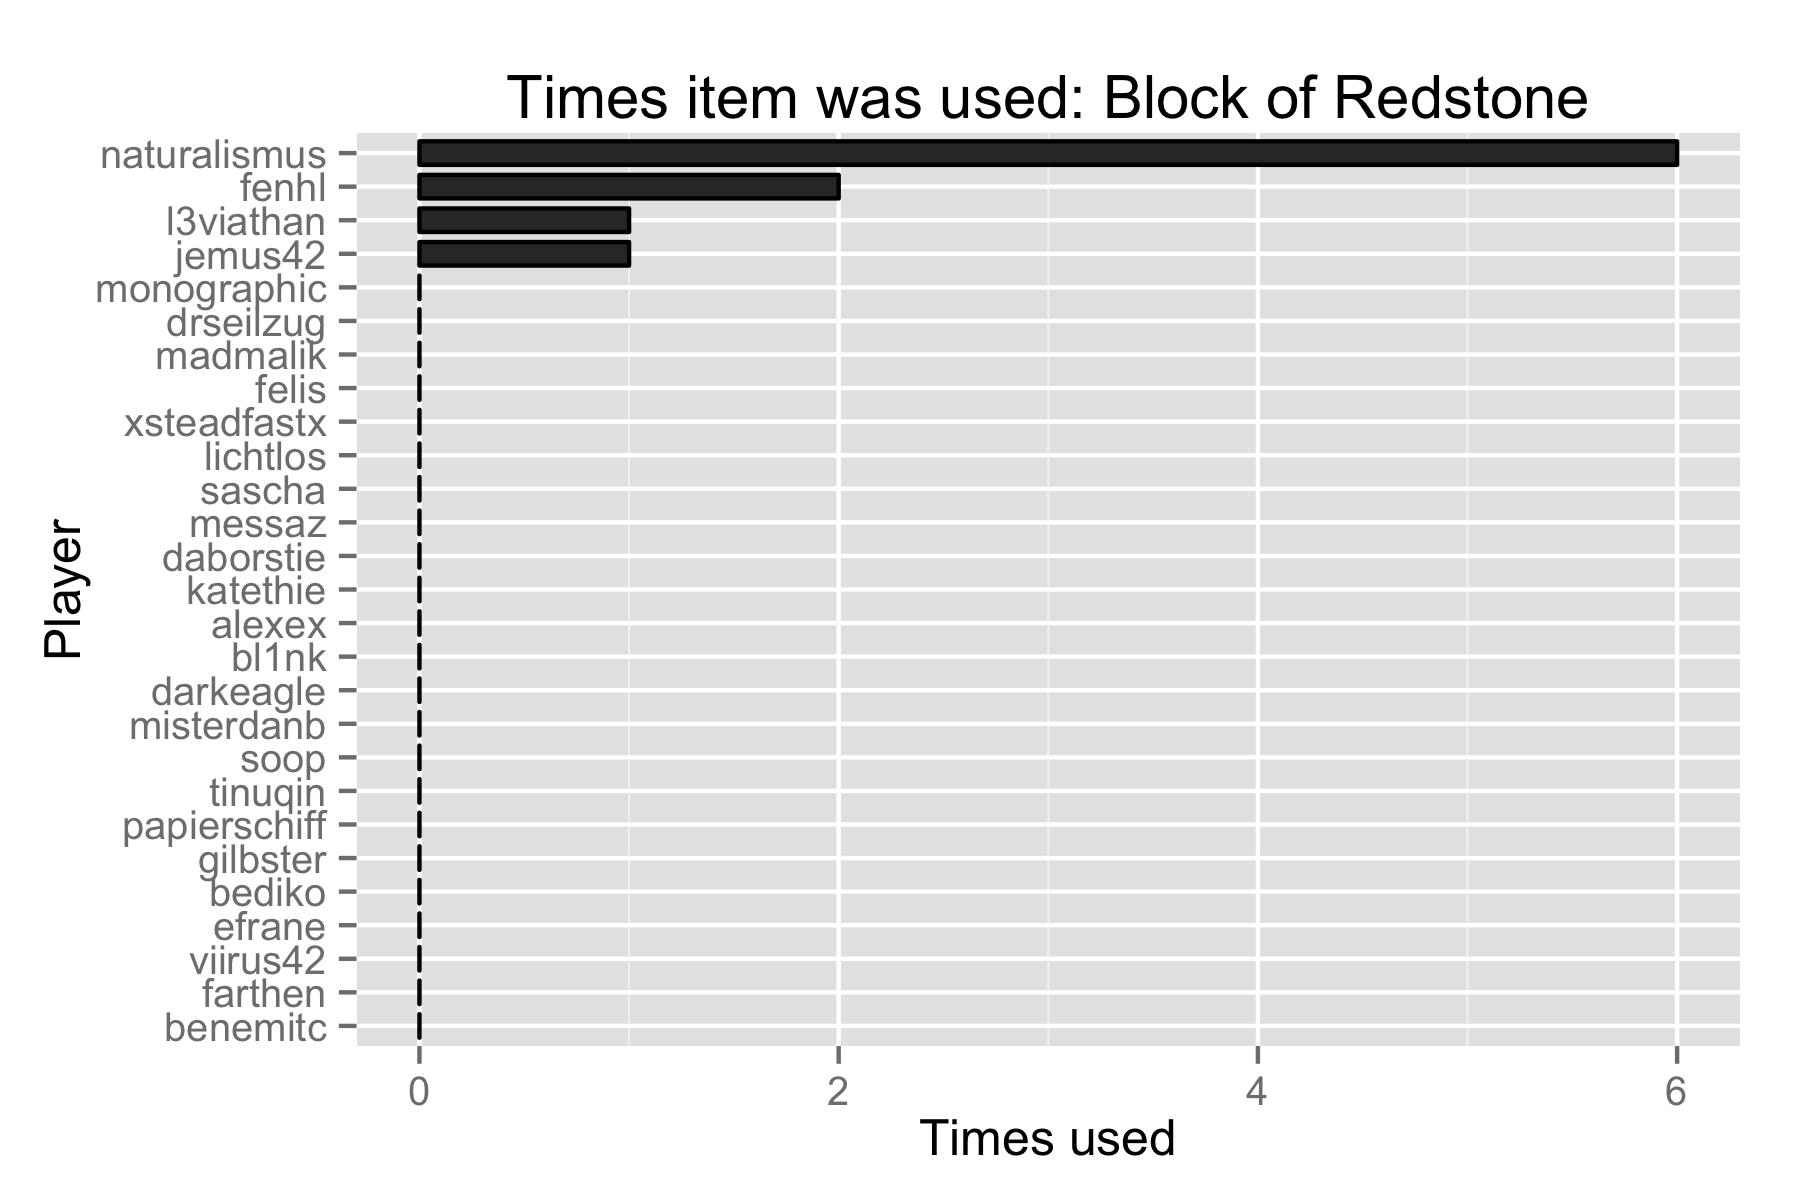 Times item was used: Block of Redstone
naturalismus
fenhl
l3viathan
jemus42
monographic
drseilzug
madmalik
felis
xsteadfastx
lichtlos
sascha
messaz
daborstie
katethie
alexex
bl1nk
darkeagle
misterdanb
soop
tinuqin
papierschiff
gilbster
bediko
efrane
viirus42
farthen
benemitc
Player
0 2 4 6
Times used